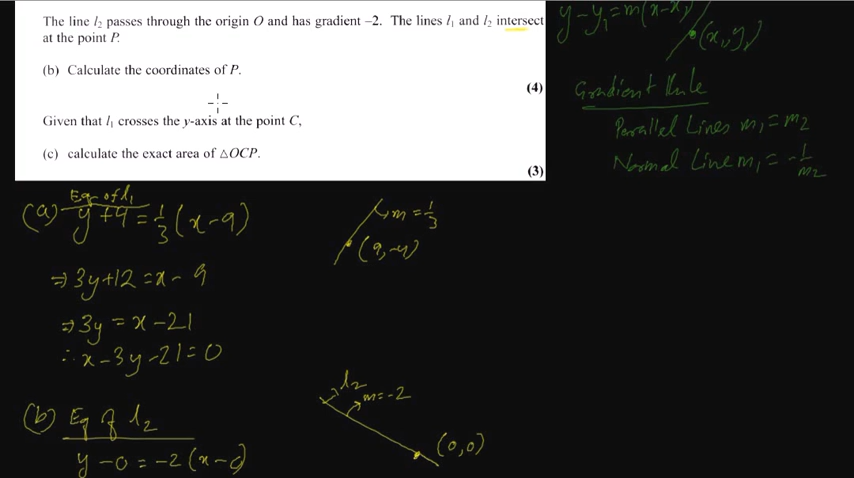 The line l₂ passes through the origin O and has gradient –2. The lines l₁ and l₂ intersect
at the point P.
(b) Calculate the coordinates of P.
(4)
Given that l₁ crosses the y-axis at the point C,
(c) calculate the exact area of △OCP.
(3)
y-y₁=m(x-x₁)
(x₁,y₁)
Gradient Rule
Parallel Lines m₁=m₂
Normal Line m₁=-1/m₂
Eq of l₁
(a) y+4=1/3(x-9)
⇒3y+12=x-9
⇒3y=x-21
∴x-3y-21=0
m=1/3
(9,-4)
(b) Eq of l₂
y-0=-2(x-0)
l₂
m=-2
(0,0)